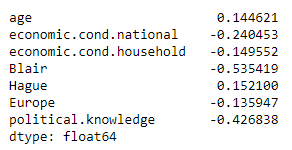 age 0.144621
economic.cond.national -0.240453
economic.cond.household -0.149552
Blair -0.535419
Hague 0.152100
Europe -0.135947
political.knowledge -0.426838
dtype: float64